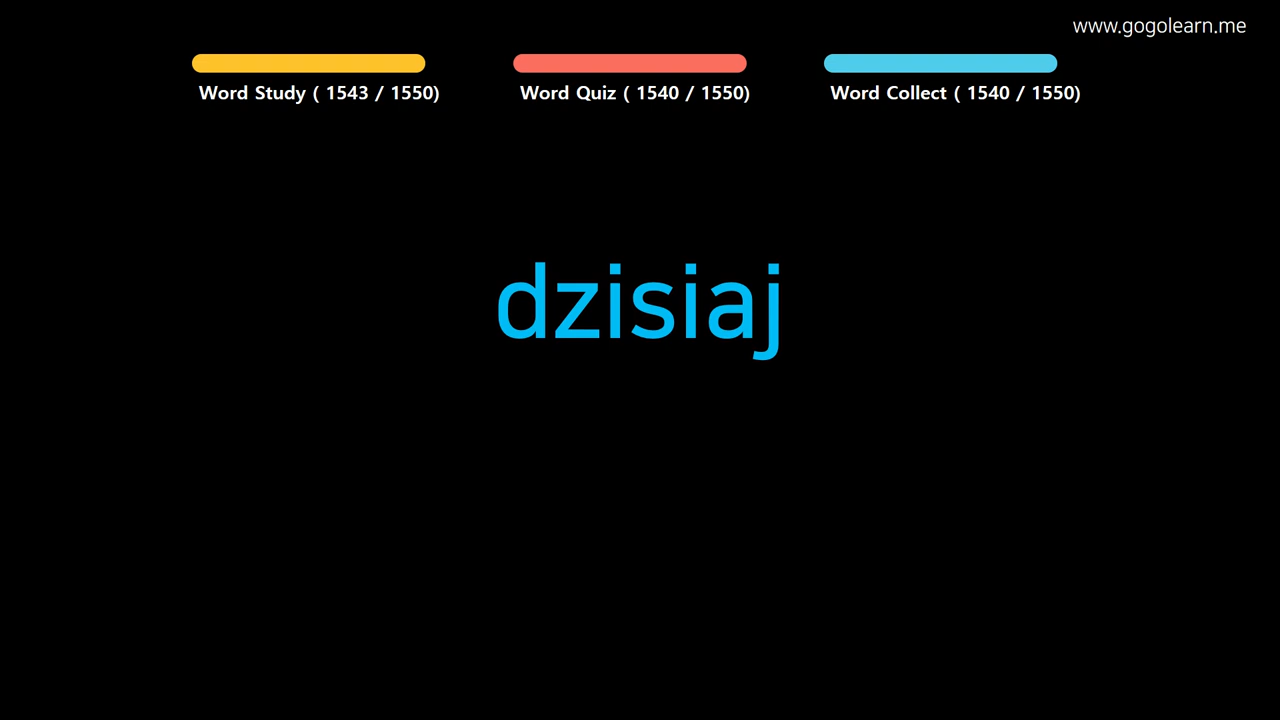 www.gogolearn.me
Word Study ( 1543 / 1550)
Word Quiz ( 1540 / 1550)
Word Collect ( 1540 / 1550)
dzisiaj